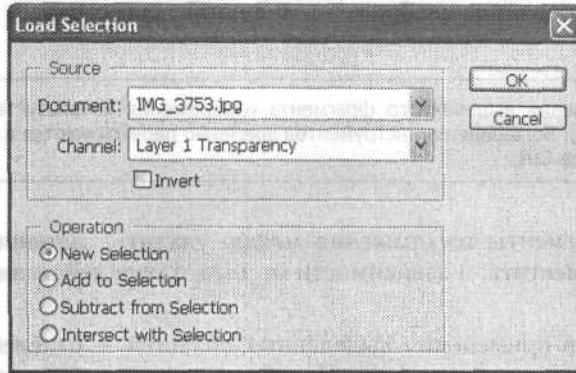 Load Selection
Source
Document: IMG_3753.jpg
Channel: Layer 1 Transparency
Invert
OK
Cancel
Operation
New Selection
Add to Selection
Subtract from Selection
Intersect with Selection